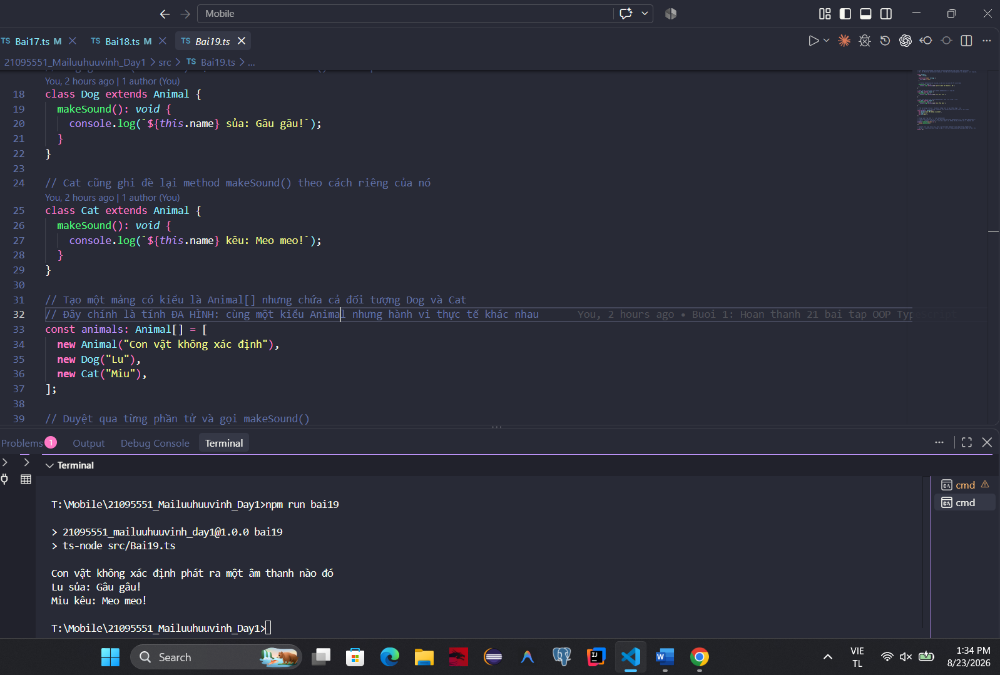 Mobile
TS Bai17.ts M TS Bai18.ts M TS Bai19.ts
21095551_Mailuuhuuvinh_Day1 > src > TS Bai19.ts > ...
You, 2 hours ago | 1 author (You)
18 class Dog extends Animal {
19 makeSound(): void {
20 console.log(`${this.name} sủa: Gâu gâu!`);
21 }
22 }
23
24 // Cat cũng ghi đè lại method makeSound() theo cách riêng của nó
You, 2 hours ago | 1 author (You)
25 class Cat extends Animal {
26 makeSound(): void {
27 console.log(`${this.name} kêu: Meo meo!`);
28 }
29 }
30
31 // Tạo một mảng có kiểu là Animal[] nhưng chứa cả đối tượng Dog và Cat
32 // Đây chính là tính ĐA HÌNH: cùng một kiểu Animal nhưng hành vi thực tế khác nhau You, 2 hours ago • Buoi 1: Hoan thanh 21 bai tap OOP Typ
33 const animals: Animal[] = [
34 new Animal("Con vật không xác định"),
35 new Dog("Lu"),
36 new Cat("Miu"),
37 ];
38
39 // Duyệt qua từng phần tử và gọi makeSound()
Problems 1 Output Debug Console Terminal
Terminal
cmd
cmd
T:\Mobile\21095551_Mailuuhuuvinh_Day1>npm run bai19
> 21095551_mailuuhuuvinh_day1@1.0.0 bai19
> ts-node src/Bai19.ts
Con vật không xác định phát ra một âm thanh nào đó
Lu sủa: Gâu gâu!
Miu kêu: Meo meo!
T:\Mobile\21095551_Mailuuhuuvinh_Day1>
Search
VIE
TL
1:34 PM
8/23/2026